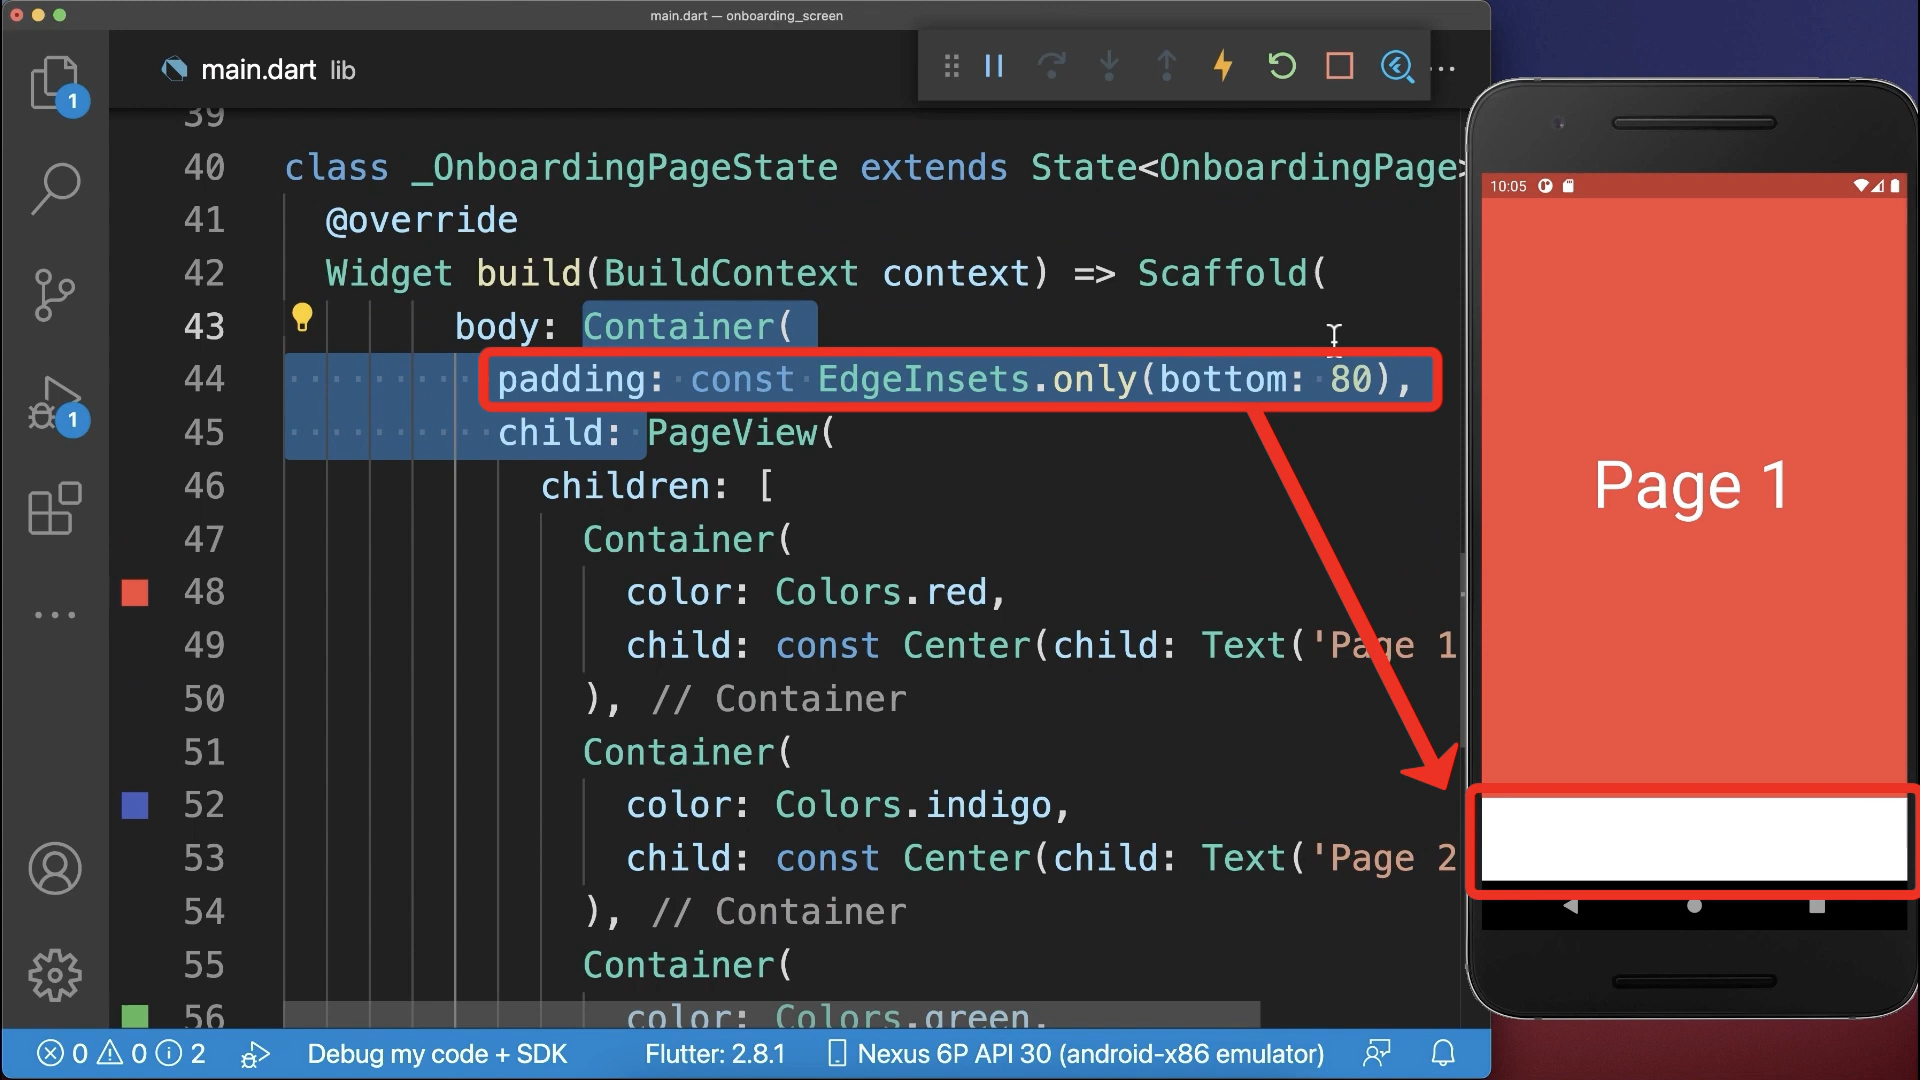 main.dart — onboarding_screen
main.dart lib
1
39
40 class _OnboardingPageState extends State<OnboardingPage>
41 @override
42 Widget build(BuildContext context) => Scaffold(
43 body: Container(
44 padding: const EdgeInsets.only(bottom: 80),
45 child: PageView(
46 children: [
47 Container(
48 color: Colors.red,
49 child: const Center(child: Text('Page 1
50 ), // Container
51 Container(
52 color: Colors.indigo,
53 child: const Center(child: Text('Page 2
54 ), // Container
55 Container(
56 color: Colors.green,
1
0 0 2 Debug my code + SDK Flutter: 2.8.1 Nexus 6P API 30 (android-x86 emulator)
10:05
Page 1